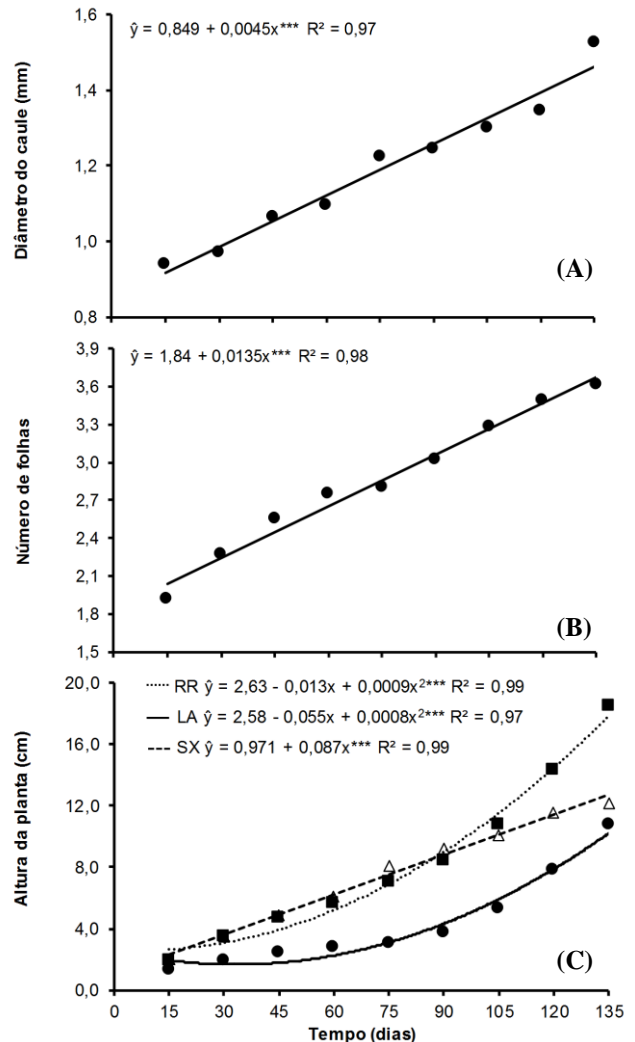 ŷ = 0,849 + 0,0045x*** R² = 0,97
Diâmetro do caule (mm)
1,6
1,4
1,2
1,0
0,8
(A)
ŷ = 1,84 + 0,0135x*** R² = 0,98
Número de folhas
3,9
3,6
3,3
3,0
2,7
2,4
2,1
1,8
1,5
(B)
RR ŷ = 2,63 - 0,013x + 0,0009x²*** R² = 0,99
LA ŷ = 2,58 - 0,055x + 0,0008x²*** R² = 0,97
SX ŷ = 0,971 + 0,087x*** R² = 0,99
Altura da planta (cm)
20,0
16,0
12,0
8,0
4,0
0,0
(C)
0 15 30 45 60 75 90 105 120 135
Tempo (dias)